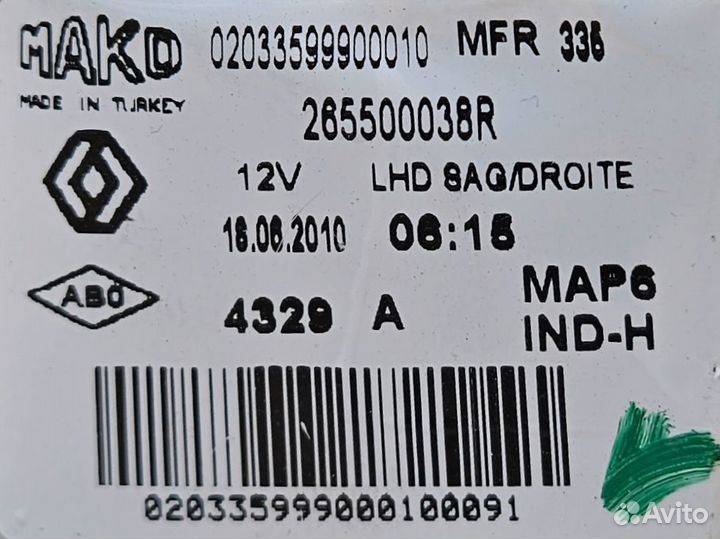 MAKO 02033599900010 MFR 336
MADE IN TURKEY
265500038R
12V LHD SAG/DROITE
16.06.2010 06:15
ABO
4329 A
MAP6
IND-H
020335999000100091
Avito